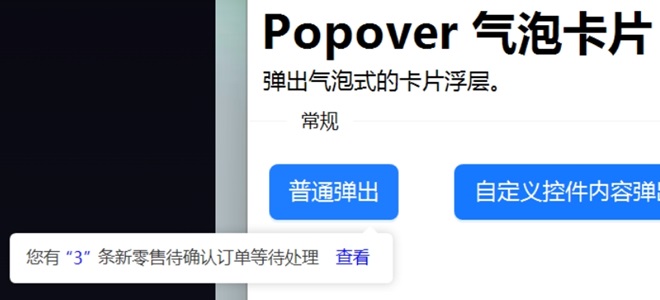 Popover 气泡卡片
弹出气泡式的卡片浮层。
常规
普通弹出 自定义控件内容弹
您有 “3” 条新零售待确认订单等待处理 查看